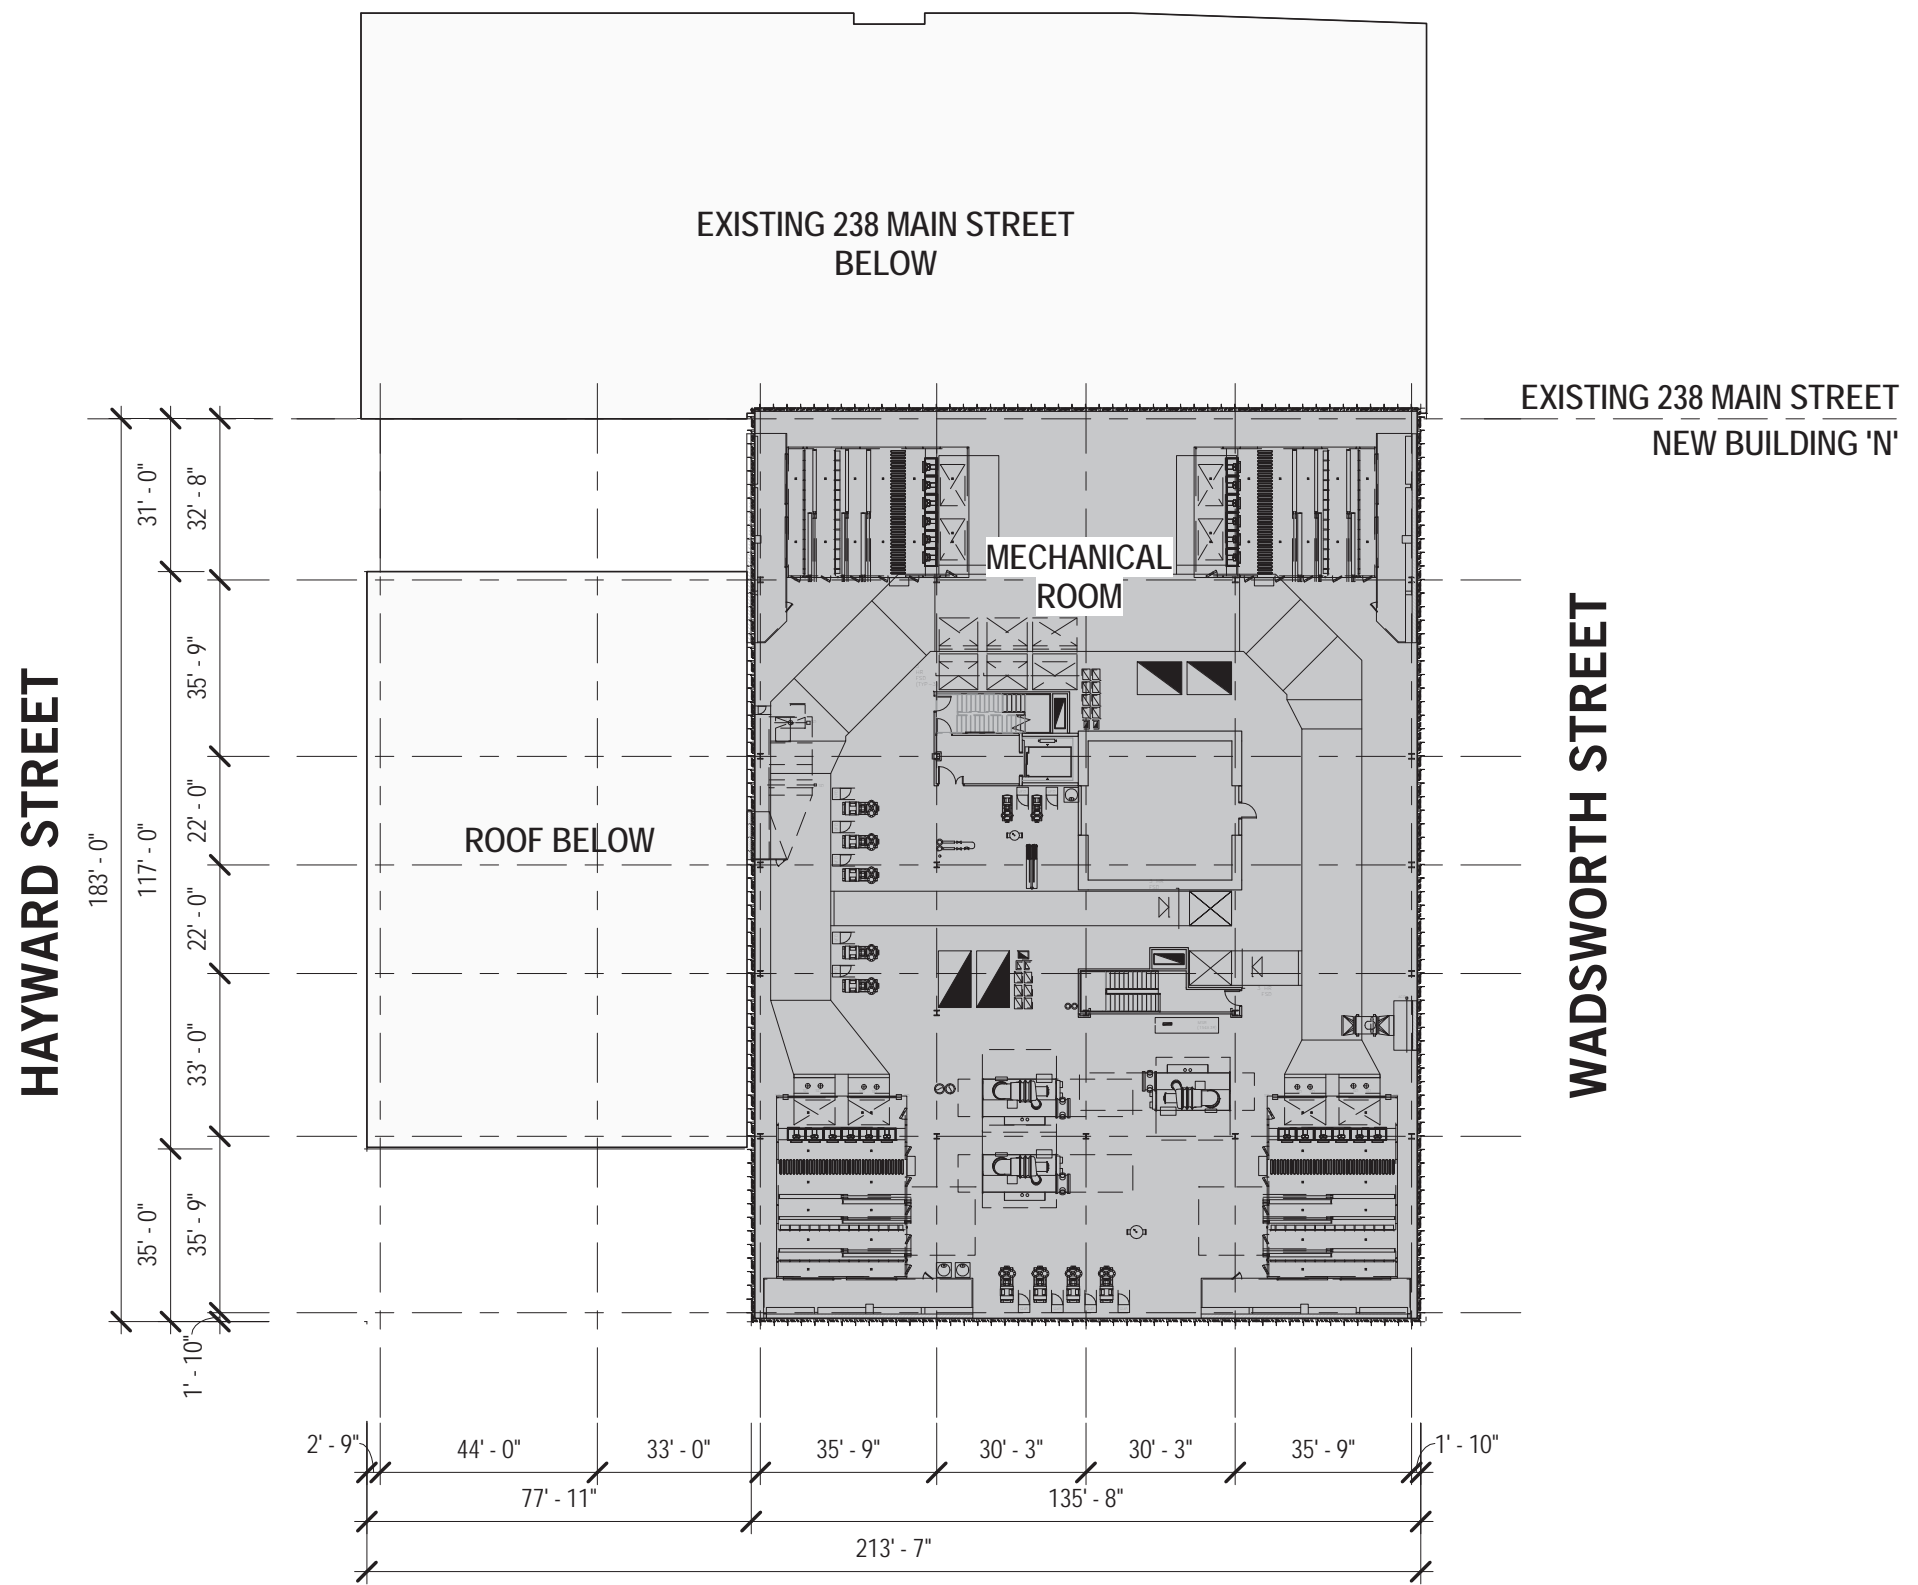 EXISTING 238 MAIN STREET
BELOW
EXISTING 238 MAIN STREET
NEW BUILDING 'N'
MECHANICAL
ROOM
ROOF BELOW
HAYWARD STREET
WADSWORTH STREET
183' - 0"
31' - 0"
117' - 0"
35' - 0"
32' - 8"
35' - 9"
22' - 0"
22' - 0"
33' - 0"
35' - 9"
1' - 10"
2' - 9"
44' - 0"
33' - 0"
35' - 9"
30' - 3"
30' - 3"
35' - 9"
1' - 10"
77' - 11"
135' - 8"
213' - 7"